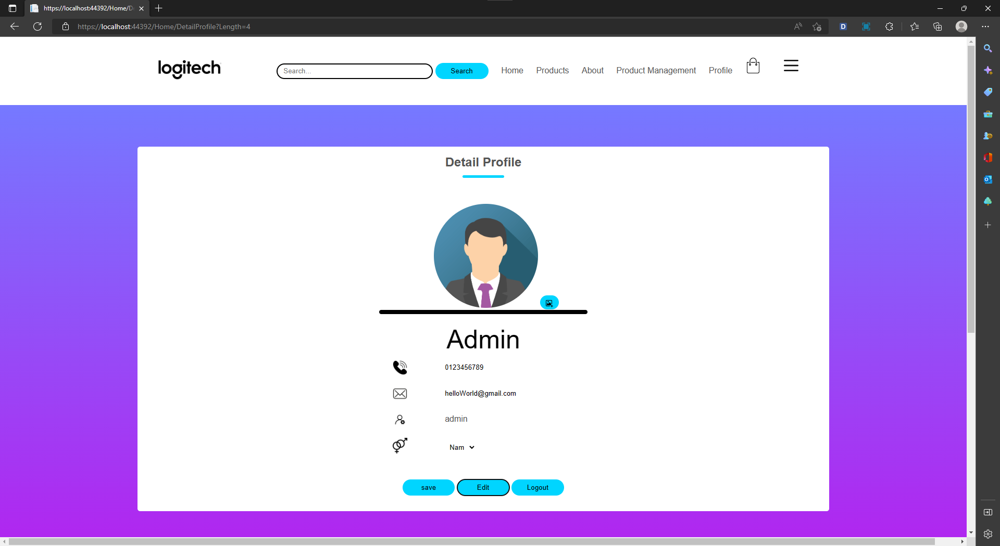 https://localhost:44392/Home/D
https://localhost:44392/Home/DetailProfile?Length=4
logitech
Search...
Search
Home
Products
About
Product Management
Profile
Detail Profile
Admin
0123456789
helloWorld@gmail.com
admin
Nam
save
Edit
Logout